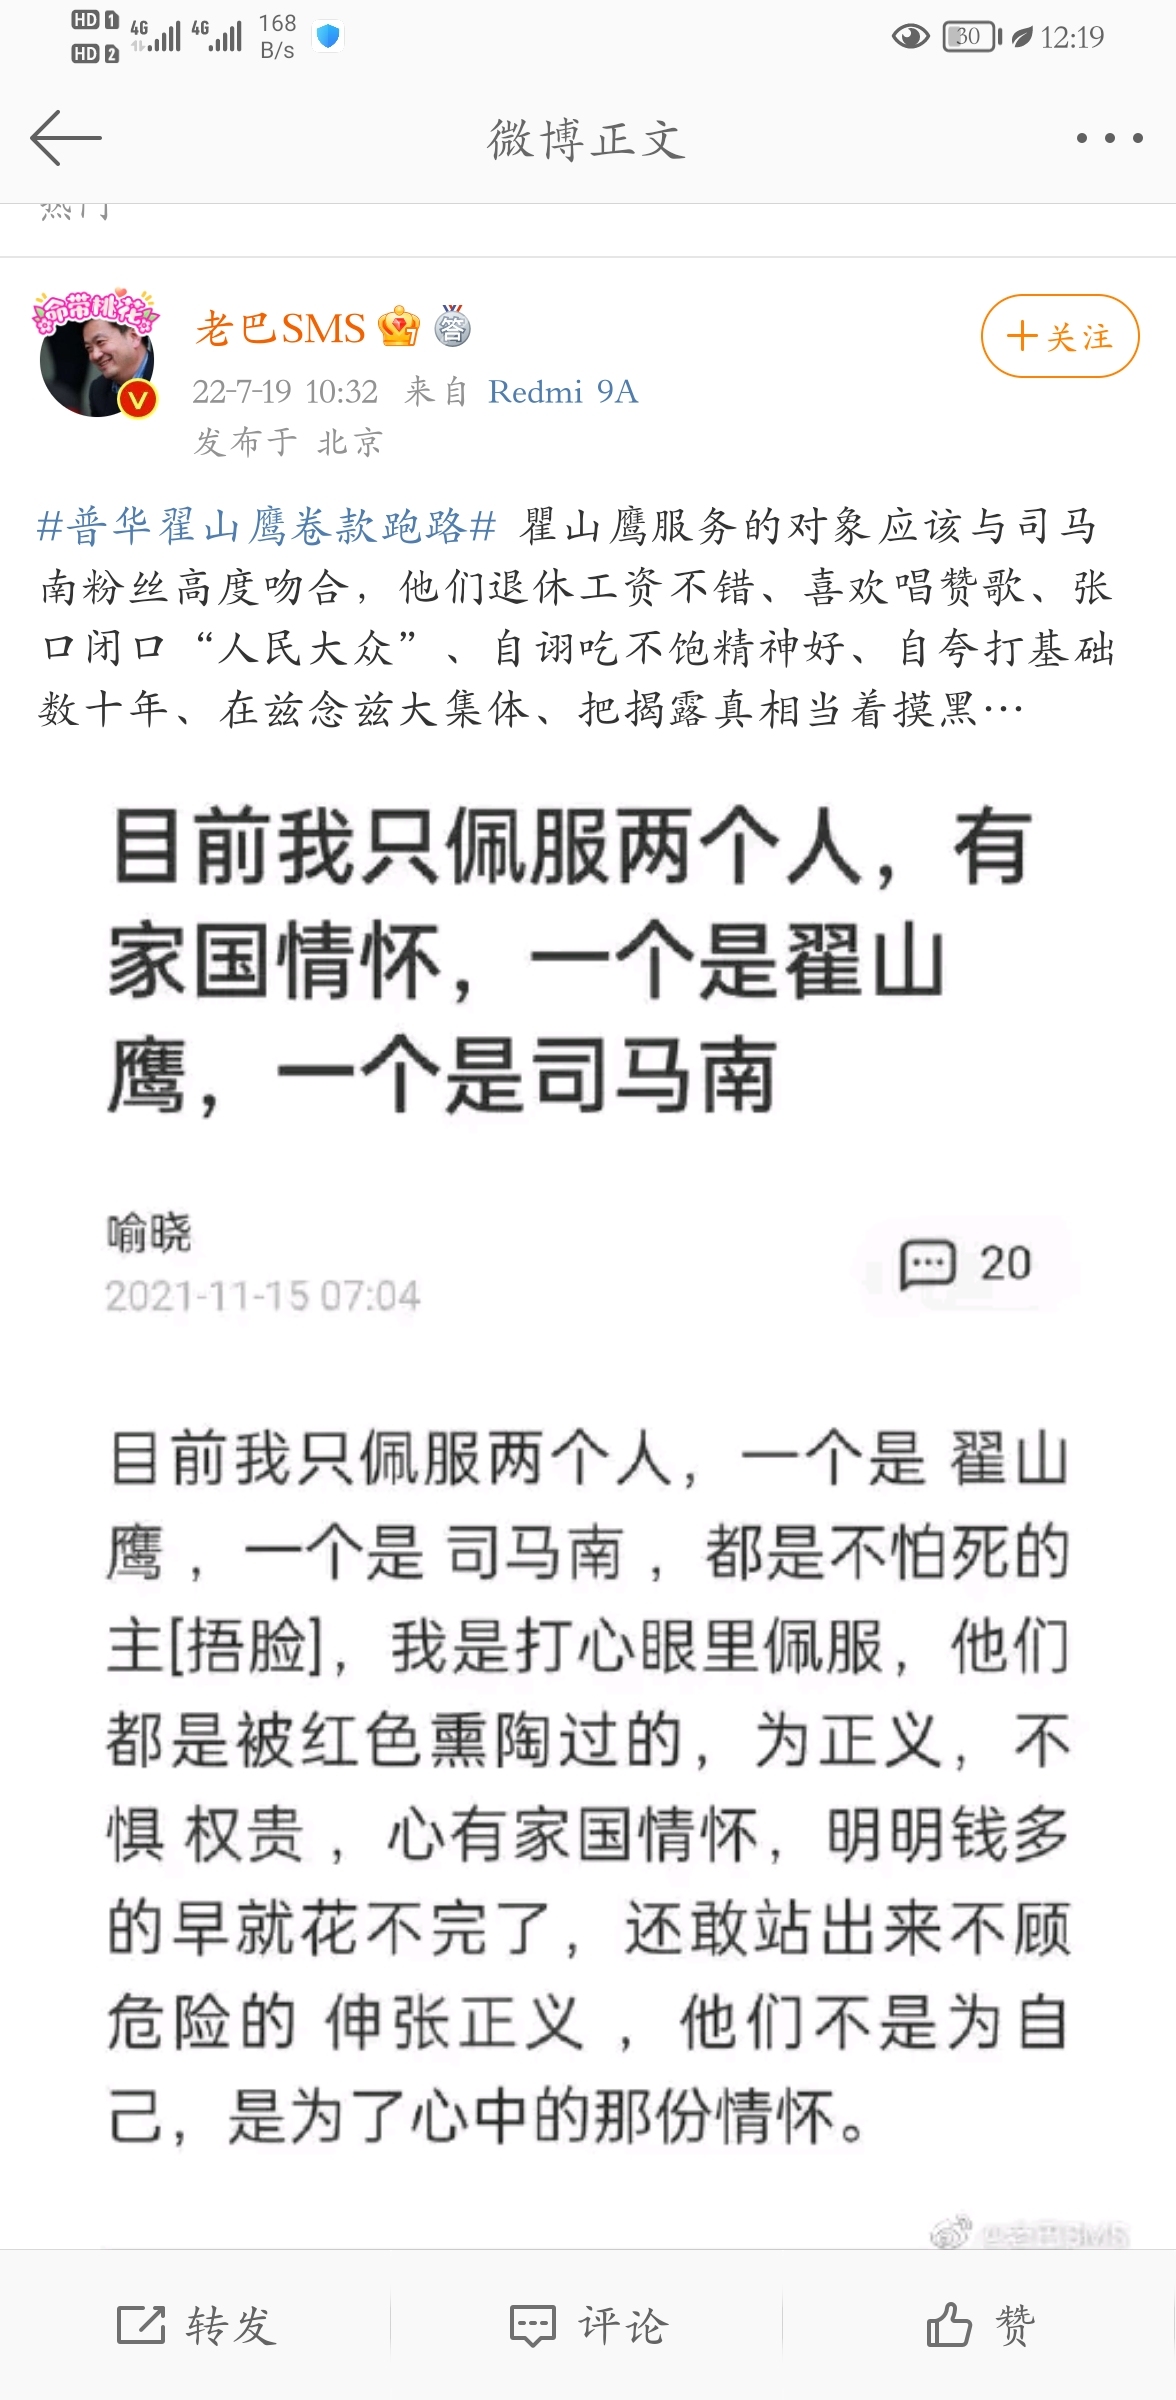 HD 1 4G 4G 168 30 12:19
HD 2 B/s
微博正文
热门
命带桃花
老巴SMS 答
+关注
22-7-19 10:32 来自 Redmi 9A
发布于 北京
#普华翟山鹰卷款跑路# 瞿山鹰服务的对象应该与司马
南粉丝高度吻合，他们退休工资不错、喜欢唱赞歌、张
口闭口“人民大众”、自诩吃不饱精神好、自夸打基础
数十年、在兹念兹大集体、把揭露真相当着摸黑…
目前我只佩服两个人，有
家国情怀，一个是翟山
鹰，一个是司马南
喻晓
2021-11-15 07:04
20
目前我只佩服两个人，一个是 翟山
鹰 ，一个是 司马南 ，都是不怕死的
主[捂脸]，我是打心眼里佩服，他们
都是被红色熏陶过的，为正义，不
惧 权贵 ，心有家国情怀，明明钱多
的早就花不完了，还敢站出来不顾
危险的 伸张正义 ，他们不是为自
己，是为了心中的那份情怀。
@老巴SMS
转发
评论
赞